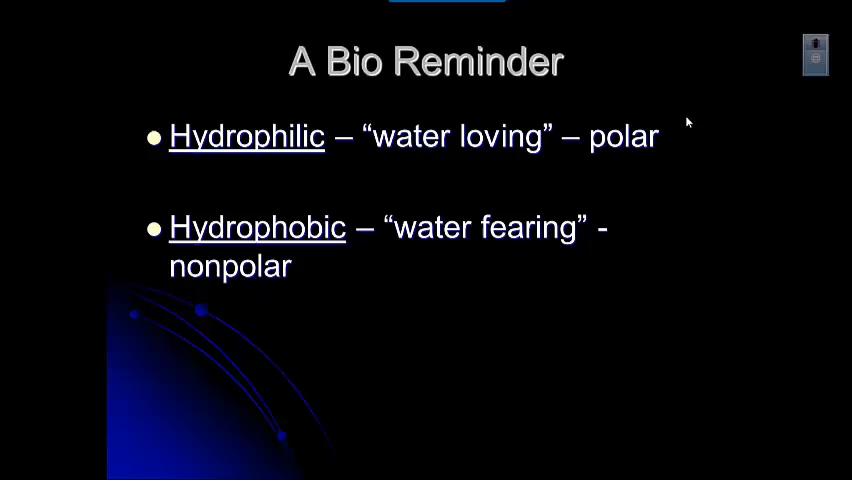 A Bio Reminder
Hydrophilic – “water loving” – polar
Hydrophobic – “water fearing” -
nonpolar